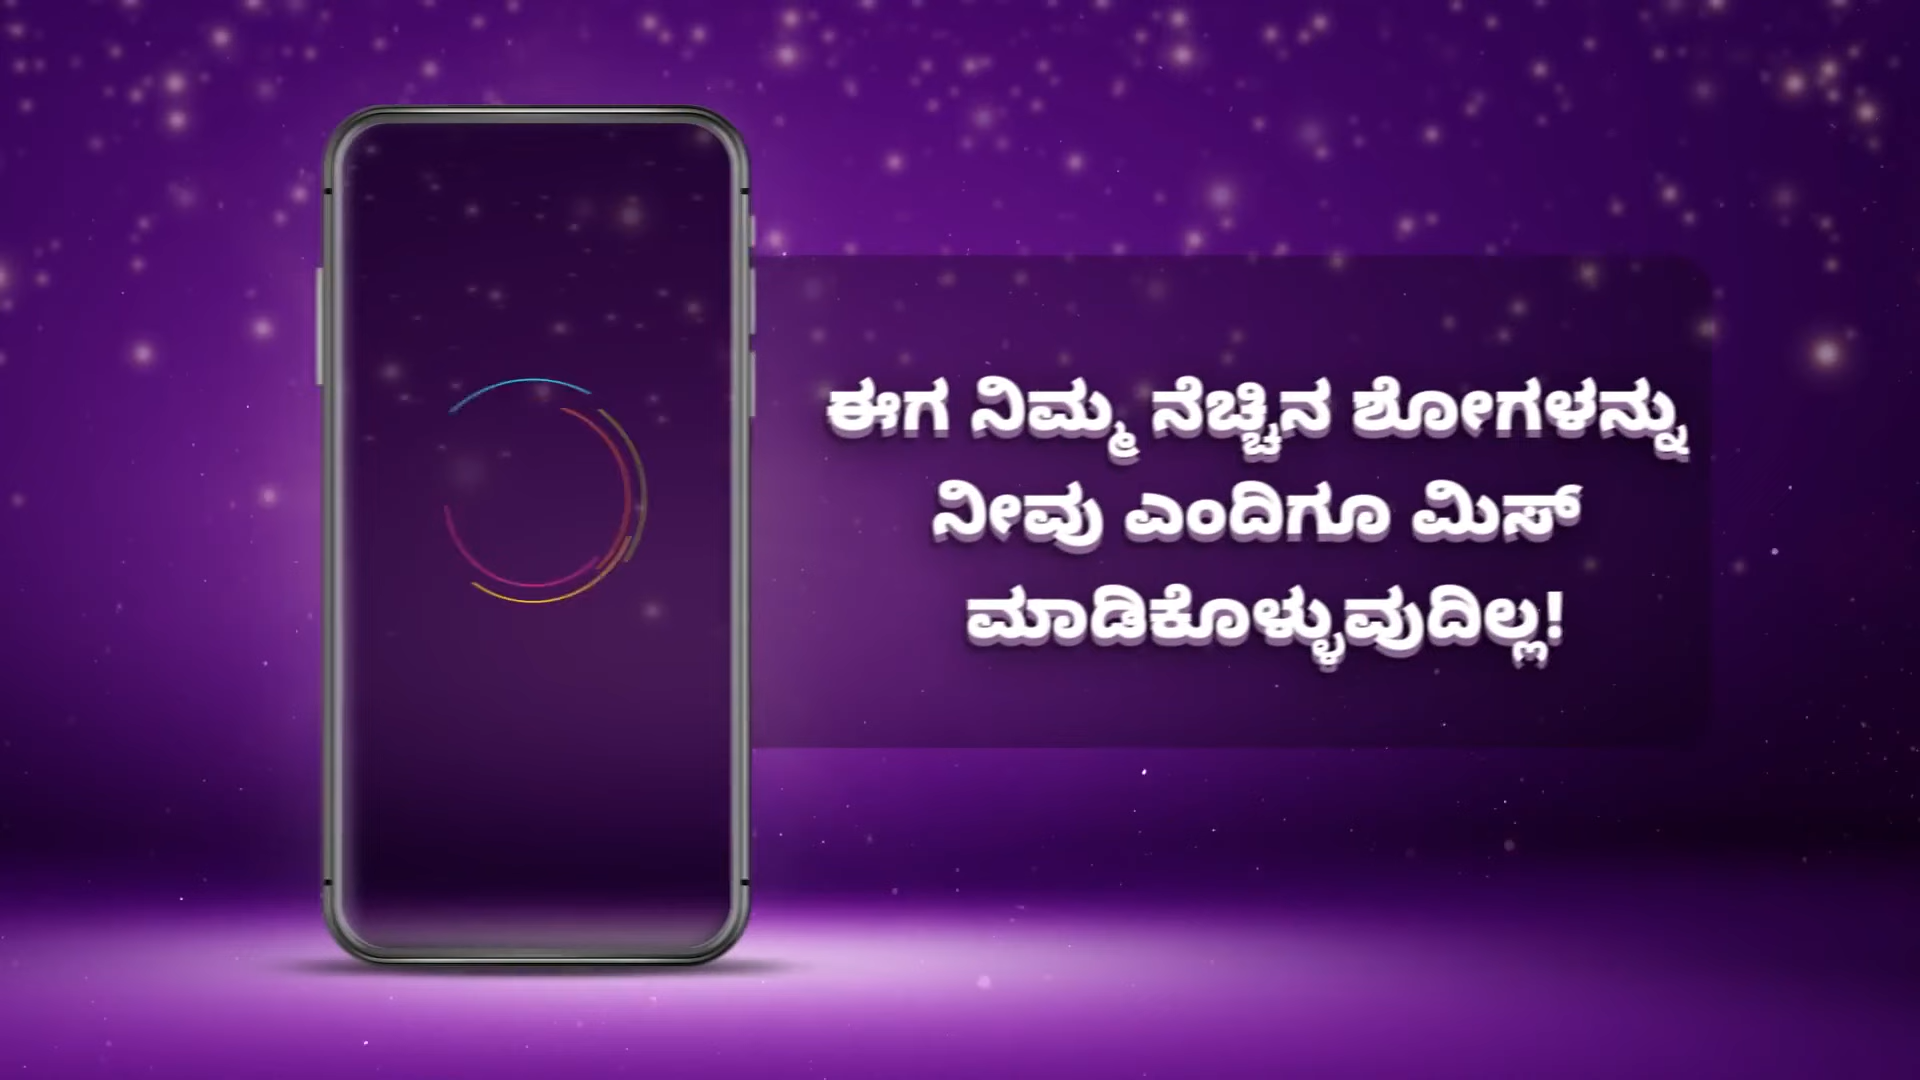 ಈಗ ನಿಮ್ಮ ನೆಚ್ಚಿನ ಶೋಗಳನ್ನು
ನೀವು ಎಂದಿಗೂ ಮಿಸ್
ಮಾಡಿಕೊಳ್ಳುವುದಿಲ್ಲ!